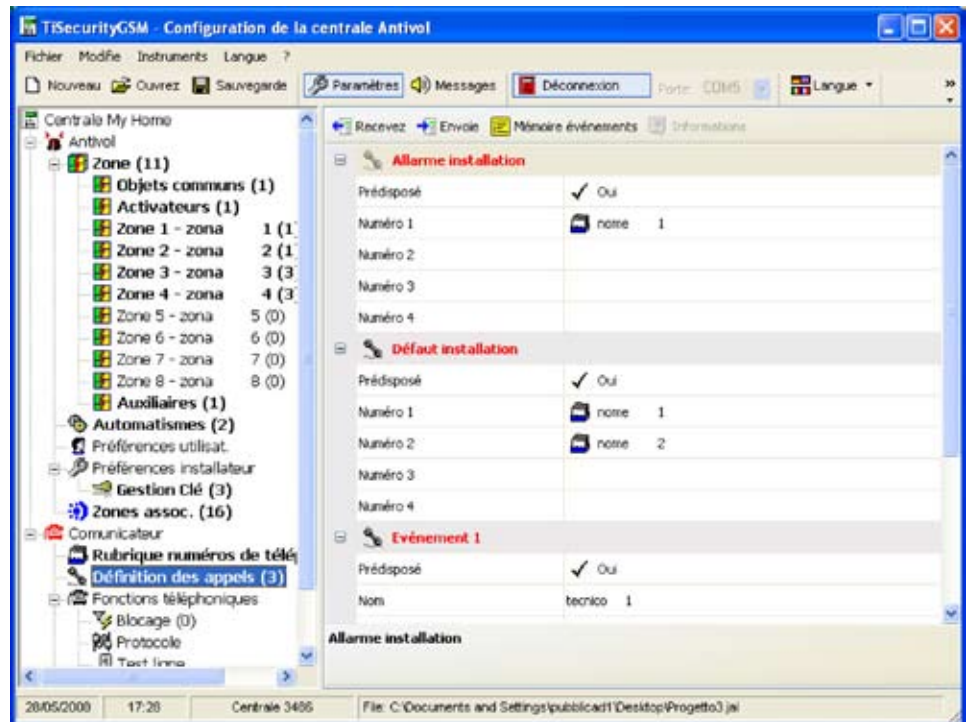 TiSecurityGSM - Configuration de la centrale Antivol
Fichier Modifie Instruments Langue ?
Nouveau Ouvrez Sauvegarde Paramètres Messages Déconnexion Porte: COM5 Langue »
Centrale My Home
Antivol
Zone (11)
Objets communs (1)
Activateurs (1)
Zone 1 - zona 1 (1
Zone 2 - zona 2 (1
Zone 3 - zona 3 (3
Zone 4 - zona 4 (3
Zone 5 - zona 5 (0)
Zone 6 - zona 6 (0)
Zone 7 - zona 7 (0)
Zone 8 - zona 8 (0)
Auxiliaires (1)
Automatismes (2)
Préférences utilisat.
Préférences installateur
Gestion Clé (3)
Zones assoc. (16)
Comunicateur
Rubrique numéros de télé
Définition des appels (3)
Fonctions téléphoniques
Blocage (0)
Protocole
Test ligne
Recevez Envoie Mémoire événements Informations
Allarme installation
Prédisposé Oui
Numéro 1 nome 1
Numéro 2
Numéro 3
Numéro 4
Défaut installation
Prédisposé Oui
Numéro 1 nome 1
Numéro 2 nome 2
Numéro 3
Numéro 4
Evénement 1
Prédisposé Oui
Nom tecnico 1
Allarme installation
28/05/2008 17:28 Centrale 3486 File: C:\Documents and Settings\pubblicad1\Desktop\Progetto3.jai